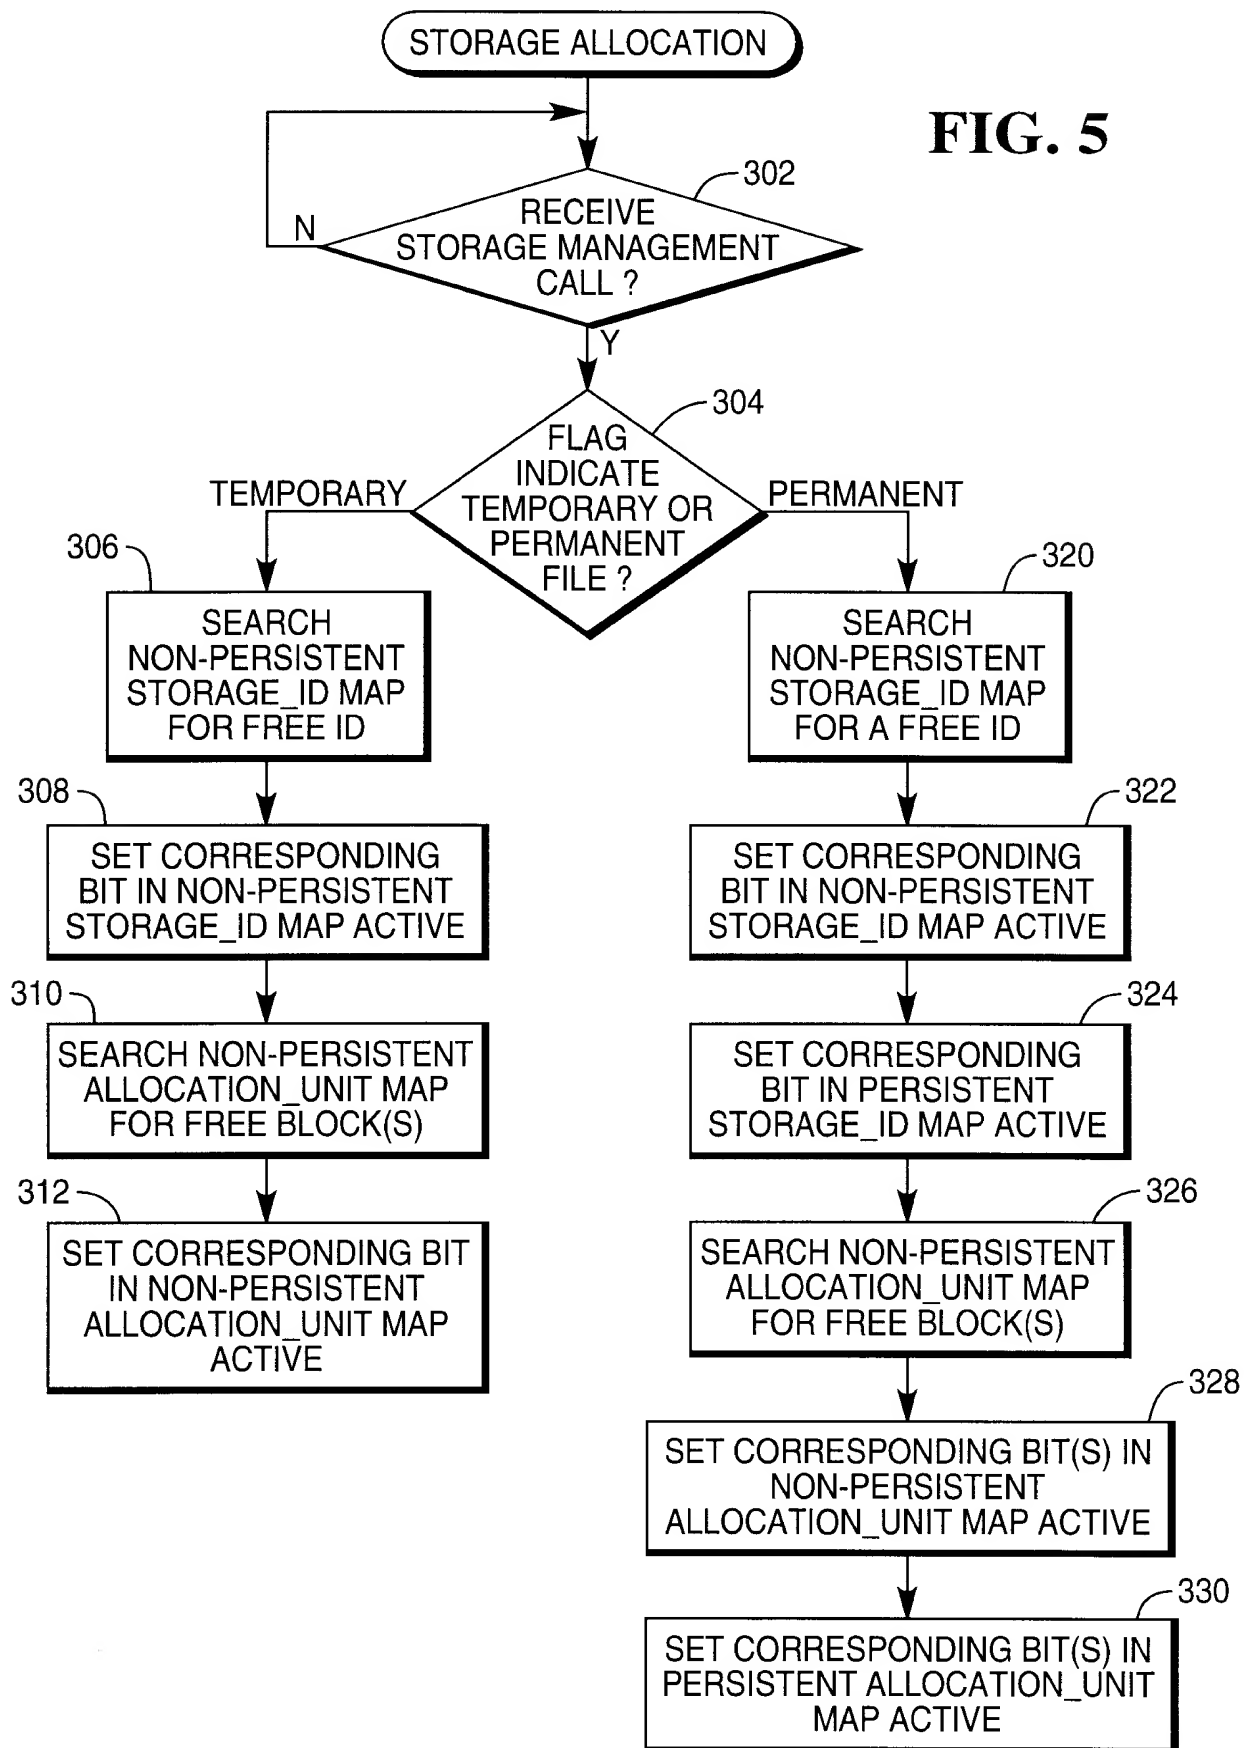 STORAGE ALLOCATION
FIG. 5
302
RECEIVE
STORAGE MANAGEMENT
CALL ?
N
Y
304
FLAG
INDICATE
TEMPORARY OR
PERMANENT
FILE ?
TEMPORARY
PERMANENT
306
SEARCH
NON-PERSISTENT
STORAGE_ID MAP
FOR FREE ID
308
SET CORRESPONDING
BIT IN NON-PERSISTENT
STORAGE_ID MAP ACTIVE
310
SEARCH NON-PERSISTENT
ALLOCATION_UNIT MAP
FOR FREE BLOCK(S)
312
SET CORRESPONDING BIT
IN NON-PERSISTENT
ALLOCATION_UNIT MAP
ACTIVE
320
SEARCH
NON-PERSISTENT
STORAGE_ID MAP
FOR A FREE ID
322
SET CORRESPONDING
BIT IN NON-PERSISTENT
STORAGE_ID MAP ACTIVE
324
SET CORRESPONDING
BIT IN PERSISTENT
STORAGE_ID MAP ACTIVE
326
SEARCH NON-PERSISTENT
ALLOCATION_UNIT MAP
FOR FREE BLOCK(S)
328
SET CORRESPONDING BIT(S) IN
NON-PERSISTENT
ALLOCATION_UNIT MAP ACTIVE
330
SET CORRESPONDING BIT(S) IN
PERSISTENT ALLOCATION_UNIT
MAP ACTIVE